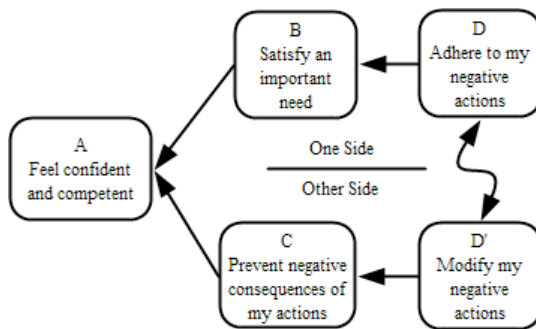 B
Satisfy an
important
need
D
Adhere to my
negative
actions
A
Feel confident
and competent
One Side
Other Side
C
Prevent negative
consequences of
my actions
D'
Modify my
negative
actions